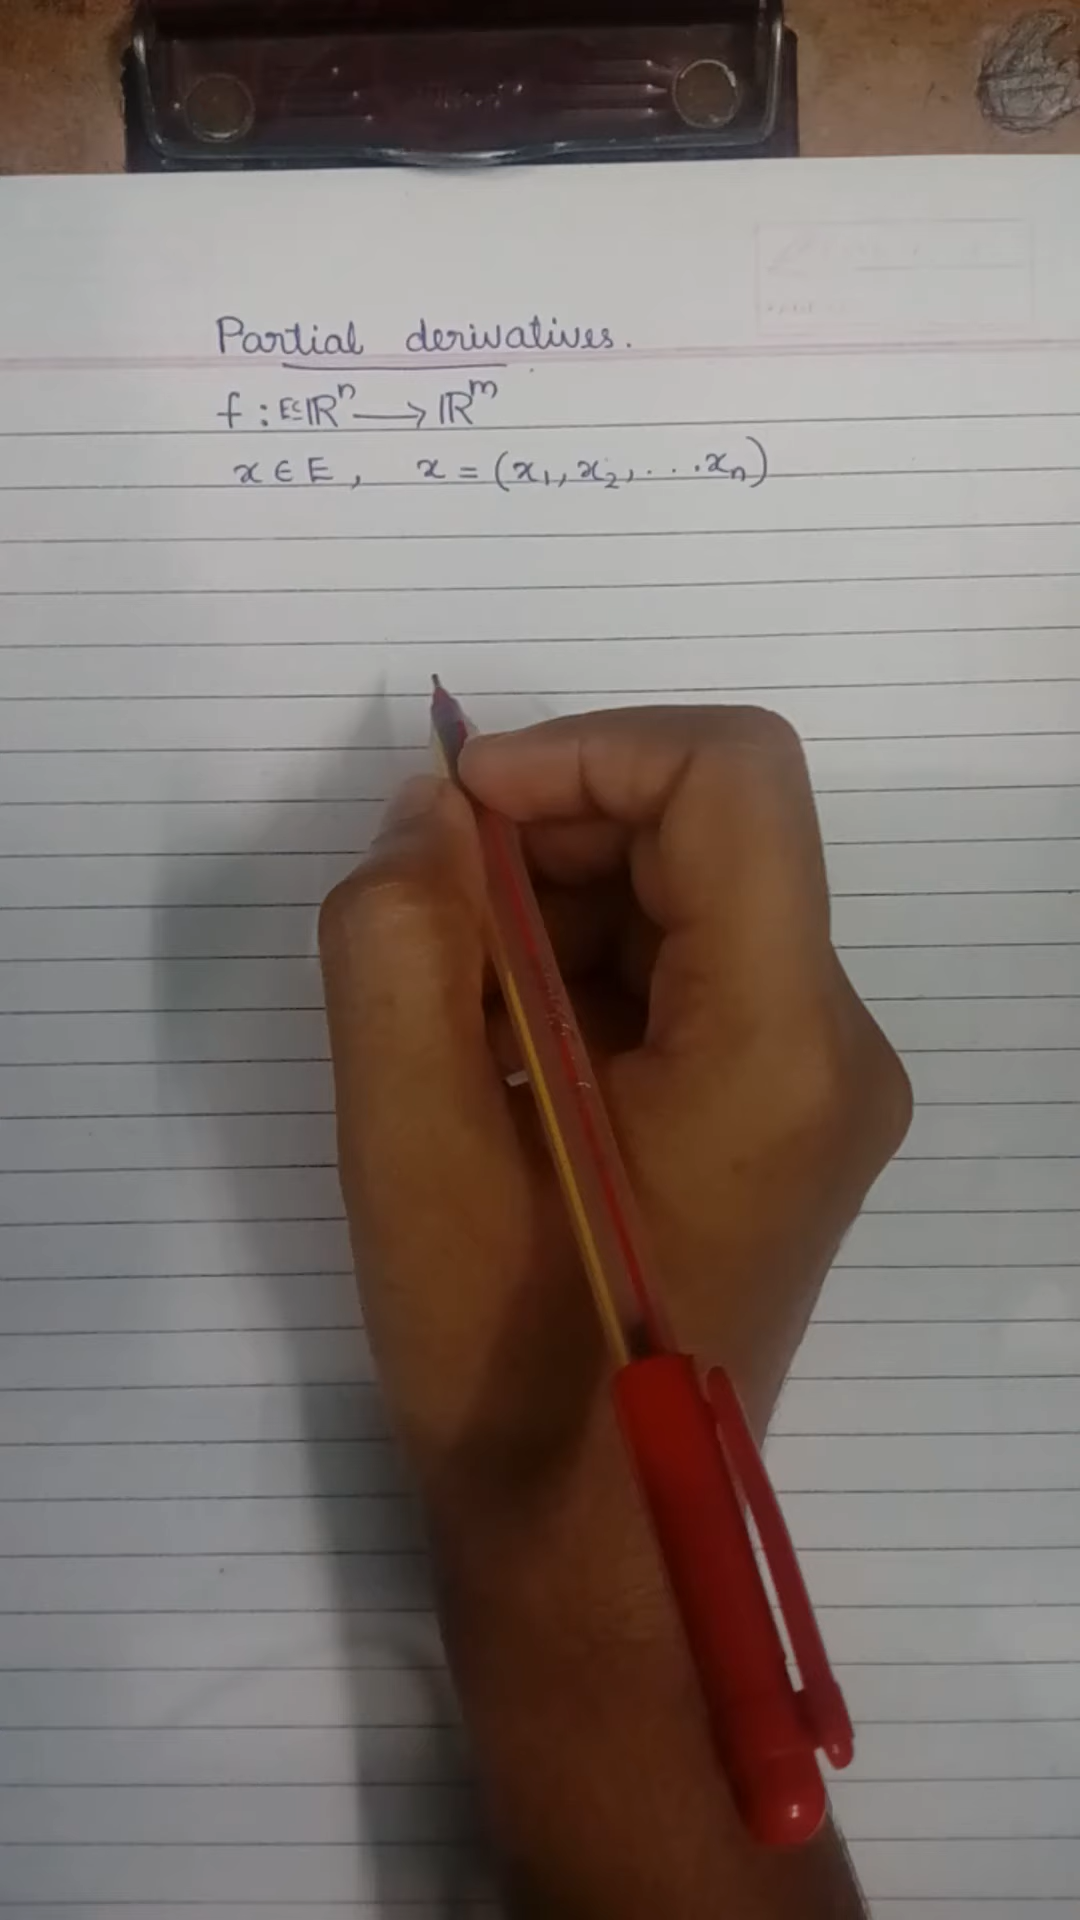 Partial derivatives.
f : E⊆ℝⁿ ⟶ ℝᵐ
x ∈ E, x = (x₁, x₂, ... xₙ)